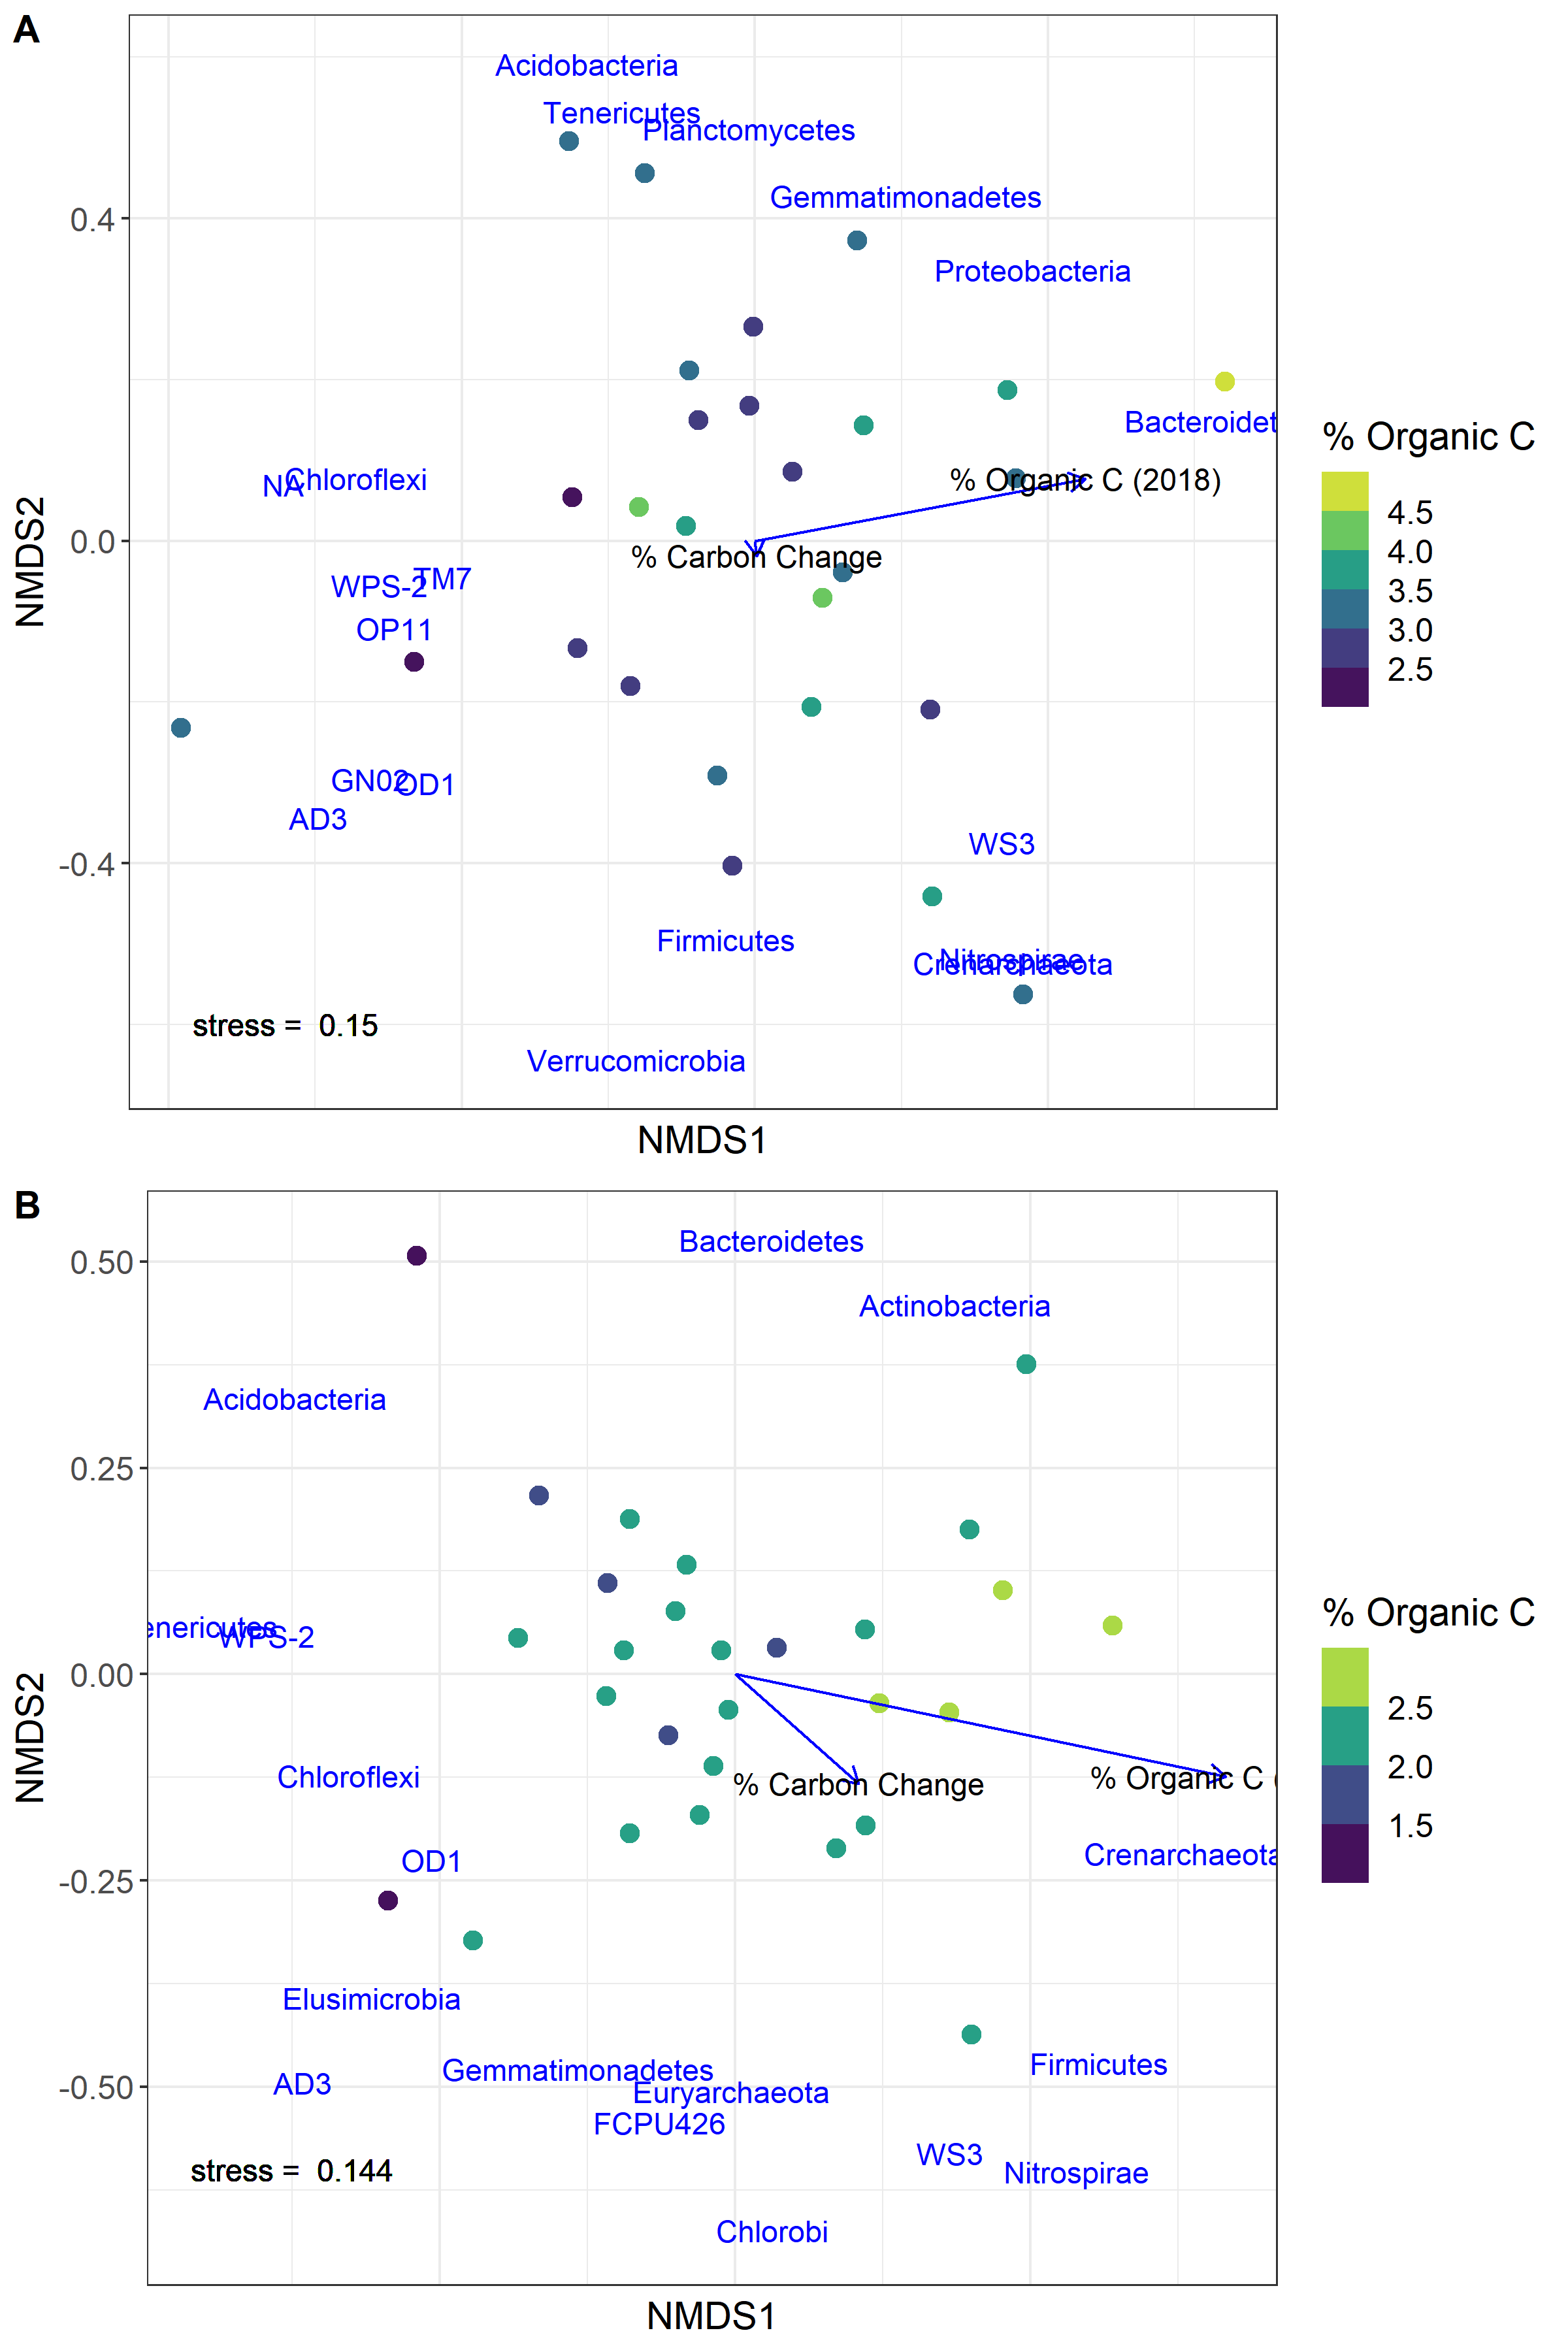 A
Acidobacteria
Tenericutes
Planctomycetes
Gemmatimonadetes
0.4
Proteobacteria
Bacteroidet
% Organic C
4.5
4.0
3.5
3.0
2.5
NA
Chloroflexi
% Organic C (2018)
NMDS2
0.0
% Carbon Change
WPS-2
TM7
OP11
GN02
OD1
AD3
WS3
-0.4
Firmicutes
Nitrospirae
Crenarchaeota
stress = 0.15
Verrucomicrobia
NMDS1
B
Bacteroidetes
0.50
Actinobacteria
Acidobacteria
0.25
enericutes
WPS-2
% Organic C
2.5
2.0
1.5
0.00
NMDS2
Chloroflexi
% Carbon Change
% Organic C (
OD1
Crenarchaeota
-0.25
Elusimicrobia
Gemmatimonadetes
Firmicutes
AD3
-0.50
Euryarchaeota
FCPU426
WS3
stress = 0.144
Nitrospirae
Chlorobi
NMDS1